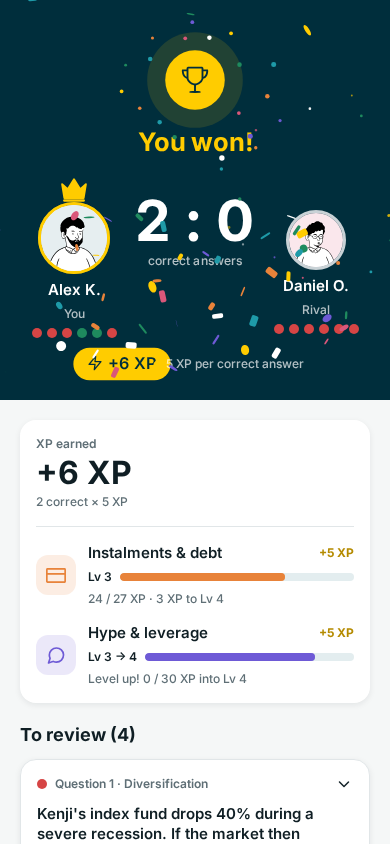 You won!
2 : 0
correct answers
Alex K.
You
Daniel O.
Rival
+6 XP
5 XP per correct answer
XP earned
+6 XP
2 correct × 5 XP
Instalments & debt
+5 XP
Lv 3
24 / 27 XP · 3 XP to Lv 4
Hype & leverage
+5 XP
Lv 3 → 4
Level up! 0 / 30 XP into Lv 4
To review (4)
Question 1 · Diversification
Kenji's index fund drops 40% during a
severe recession. If the market then